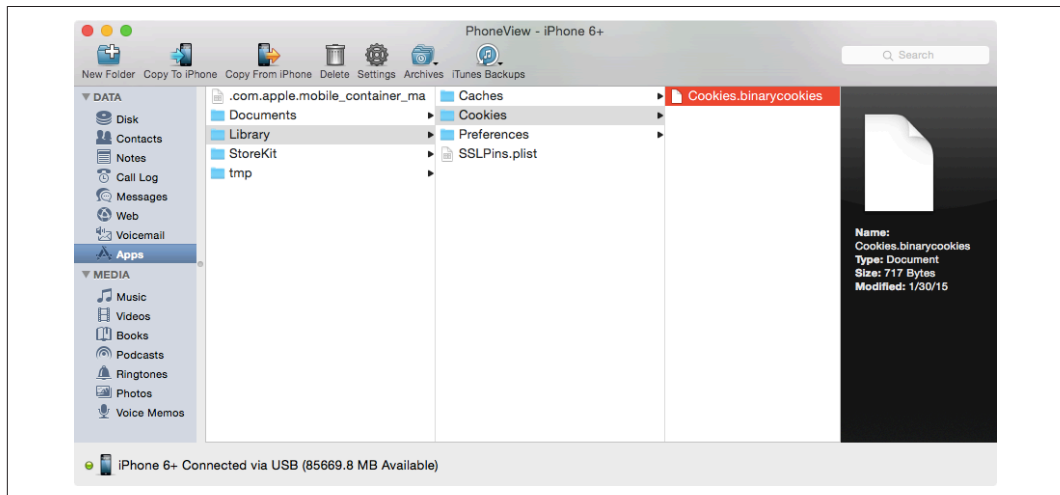 PhoneView - iPhone 6+
New Folder Copy To iPhone Copy From iPhone Delete Settings Archives iTunes Backups
Search
DATA
Disk
Contacts
Notes
Call Log
Messages
Web
Voicemail
Apps
MEDIA
Music
Videos
Books
Podcasts
Ringtones
Photos
Voice Memos
.com.apple.mobile_container_ma
Documents
Library
StoreKit
tmp
Caches
Cookies
Preferences
SSLPins.plist
Cookies.binarycookies
Name:
Cookies.binarycookies
Type: Document
Size: 717 Bytes
Modified: 1/30/15
iPhone 6+ Connected via USB (85669.8 MB Available)